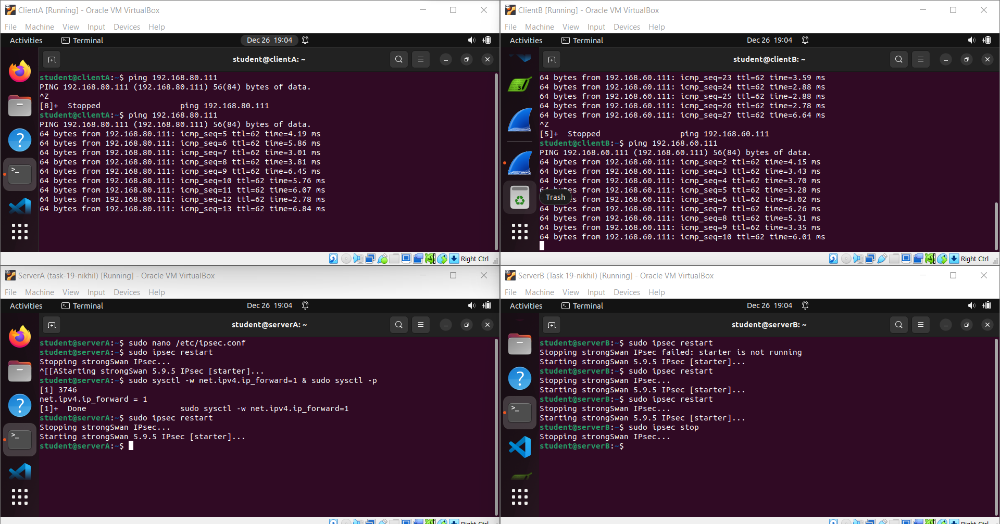 ClientA [Running] - Oracle VM VirtualBox
File Machine View Input Devices Help
Activities Terminal Dec 26 19:04
student@clientA: ~
student@clientA:~$ ping 192.168.80.111
PING 192.168.80.111 (192.168.80.111) 56(84) bytes of data.
^Z
[8]+  Stopped                 ping 192.168.80.111
student@clientA:~$ ping 192.168.80.111
PING 192.168.80.111 (192.168.80.111) 56(84) bytes of data.
64 bytes from 192.168.80.111: icmp_seq=5 ttl=62 time=4.19 ms
64 bytes from 192.168.80.111: icmp_seq=6 ttl=62 time=5.86 ms
64 bytes from 192.168.80.111: icmp_seq=7 ttl=62 time=3.01 ms
64 bytes from 192.168.80.111: icmp_seq=8 ttl=62 time=3.81 ms
64 bytes from 192.168.80.111: icmp_seq=9 ttl=62 time=6.45 ms
64 bytes from 192.168.80.111: icmp_seq=10 ttl=62 time=5.76 ms
64 bytes from 192.168.80.111: icmp_seq=11 ttl=62 time=6.07 ms
64 bytes from 192.168.80.111: icmp_seq=12 ttl=62 time=2.78 ms
64 bytes from 192.168.80.111: icmp_seq=13 ttl=62 time=6.84 ms
Right Ctrl
ClientB [Running] - Oracle VM VirtualBox
File Machine View Input Devices Help
Activities Terminal Dec 26 19:04
student@clientB: ~
64 bytes from 192.168.60.111: icmp_seq=23 ttl=62 time=3.59 ms
64 bytes from 192.168.60.111: icmp_seq=24 ttl=62 time=2.88 ms
64 bytes from 192.168.60.111: icmp_seq=25 ttl=62 time=2.88 ms
64 bytes from 192.168.60.111: icmp_seq=26 ttl=62 time=2.78 ms
64 bytes from 192.168.60.111: icmp_seq=27 ttl=62 time=6.64 ms
^Z
[5]+  Stopped                 ping 192.168.60.111
student@clientB:~$ ping 192.168.60.111
PING 192.168.60.111 (192.168.60.111) 56(84) bytes of data.
64 bytes from 192.168.60.111: icmp_seq=2 ttl=62 time=4.15 ms
64 bytes from 192.168.60.111: icmp_seq=3 ttl=62 time=3.43 ms
64 bytes from 192.168.60.111: icmp_seq=4 ttl=62 time=3.70 ms
64 bytes from 192.168.60.111: icmp_seq=5 ttl=62 time=3.28 ms
Trash
es from 192.168.60.111: icmp_seq=6 ttl=62 time=3.02 ms
64 bytes from 192.168.60.111: icmp_seq=7 ttl=62 time=6.26 ms
64 bytes from 192.168.60.111: icmp_seq=8 ttl=62 time=5.31 ms
64 bytes from 192.168.60.111: icmp_seq=9 ttl=62 time=3.35 ms
64 bytes from 192.168.60.111: icmp_seq=10 ttl=62 time=6.01 ms
Right Ctrl
ServerA (task-19-nikhil) [Running] - Oracle VM VirtualBox
File Machine View Input Devices Help
Activities Terminal Dec 26 19:04
student@serverA: ~
student@serverA:~$ sudo nano /etc/ipsec.conf
student@serverA:~$ sudo ipsec restart
Stopping strongSwan IPsec...
^[[AStarting strongSwan 5.9.5 IPsec [starter]...
student@serverA:~$ sudo sysctl -w net.ipv4.ip_forward=1 & sudo sysctl -p
[1] 3746
net.ipv4.ip_forward = 1
[1]+  Done                    sudo sysctl -w net.ipv4.ip_forward=1
student@serverA:~$ sudo ipsec restart
Stopping strongSwan IPsec...
Starting strongSwan 5.9.5 IPsec [starter]...
student@serverA:~$
Right Ctrl
ServerB (Task 19-nikhil) [Running] - Oracle VM VirtualBox
File Machine View Input Devices Help
Activities Terminal Dec 26 19:04
student@serverB: ~
student@serverB:~$ sudo ipsec restart
Stopping strongSwan IPsec failed: starter is not running
Starting strongSwan 5.9.5 IPsec [starter]...
student@serverB:~$ sudo ipsec restart
Stopping strongSwan IPsec...
Starting strongSwan 5.9.5 IPsec [starter]...
student@serverB:~$ sudo ipsec restart
Stopping strongSwan IPsec...
Starting strongSwan 5.9.5 IPsec [starter]...
student@serverB:~$ sudo ipsec stop
Stopping strongSwan IPsec...
student@serverB:~$
Right Ctrl